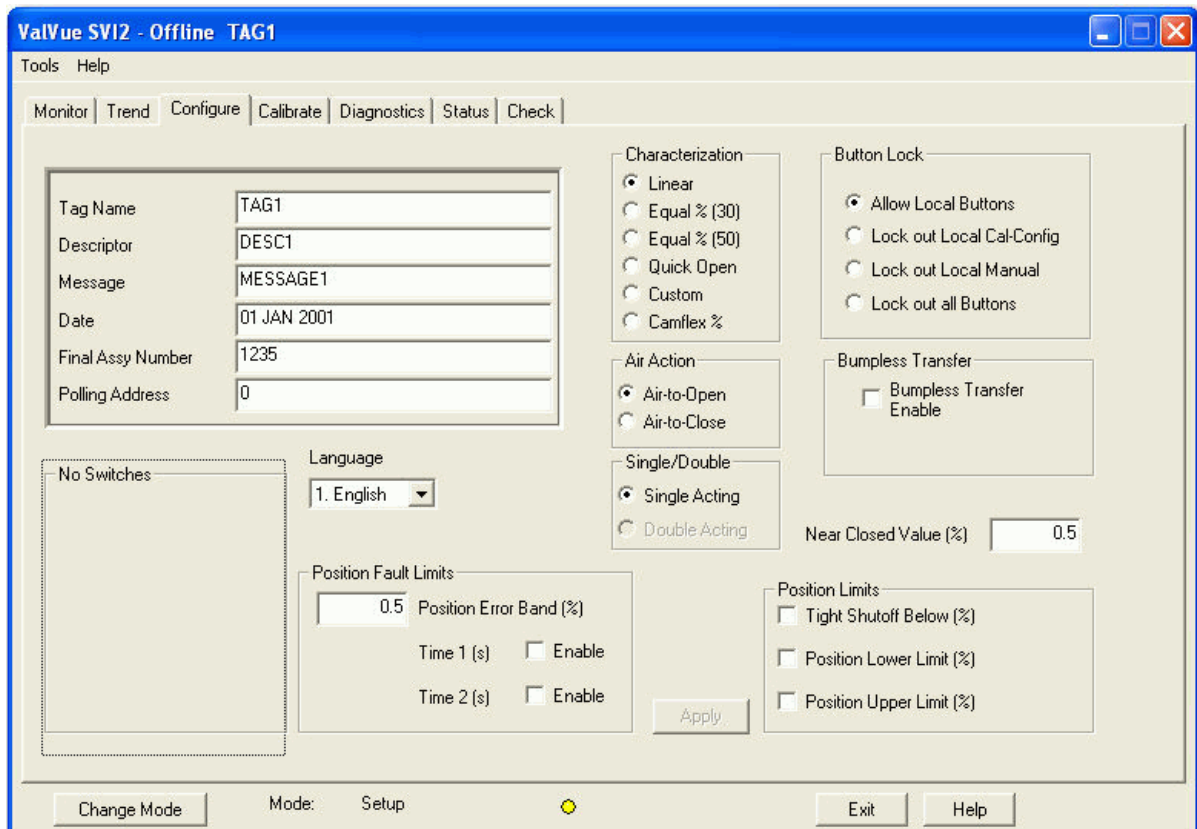 ValVue SVI2 - Offline  TAG1
Tools  Help
Monitor  Trend  Configure  Calibrate  Diagnostics  Status  Check
Tag Name  TAG1
Descriptor  DESC1
Message  MESSAGE1
Date  01 JAN 2001
Final Assy Number  1235
Polling Address  0
Characterization
Linear
Equal % (30)
Equal % (50)
Quick Open
Custom
Camflex %
Button Lock
Allow Local Buttons
Lock out Local Cal-Config
Lock out Local Manual
Lock out all Buttons
Air Action
Air-to-Open
Air-to-Close
Bumpless Transfer
Bumpless Transfer
Enable
No Switches
Language
1. English
Single/Double
Single Acting
Double Acting
Near Closed Value (%)  0.5
Position Fault Limits
0.5  Position Error Band (%)
Time 1 (s)  Enable
Time 2 (s)  Enable
Apply
Position Limits
Tight Shutoff Below (%)
Position Lower Limit (%)
Position Upper Limit (%)
Change Mode  Mode:  Setup  Exit  Help